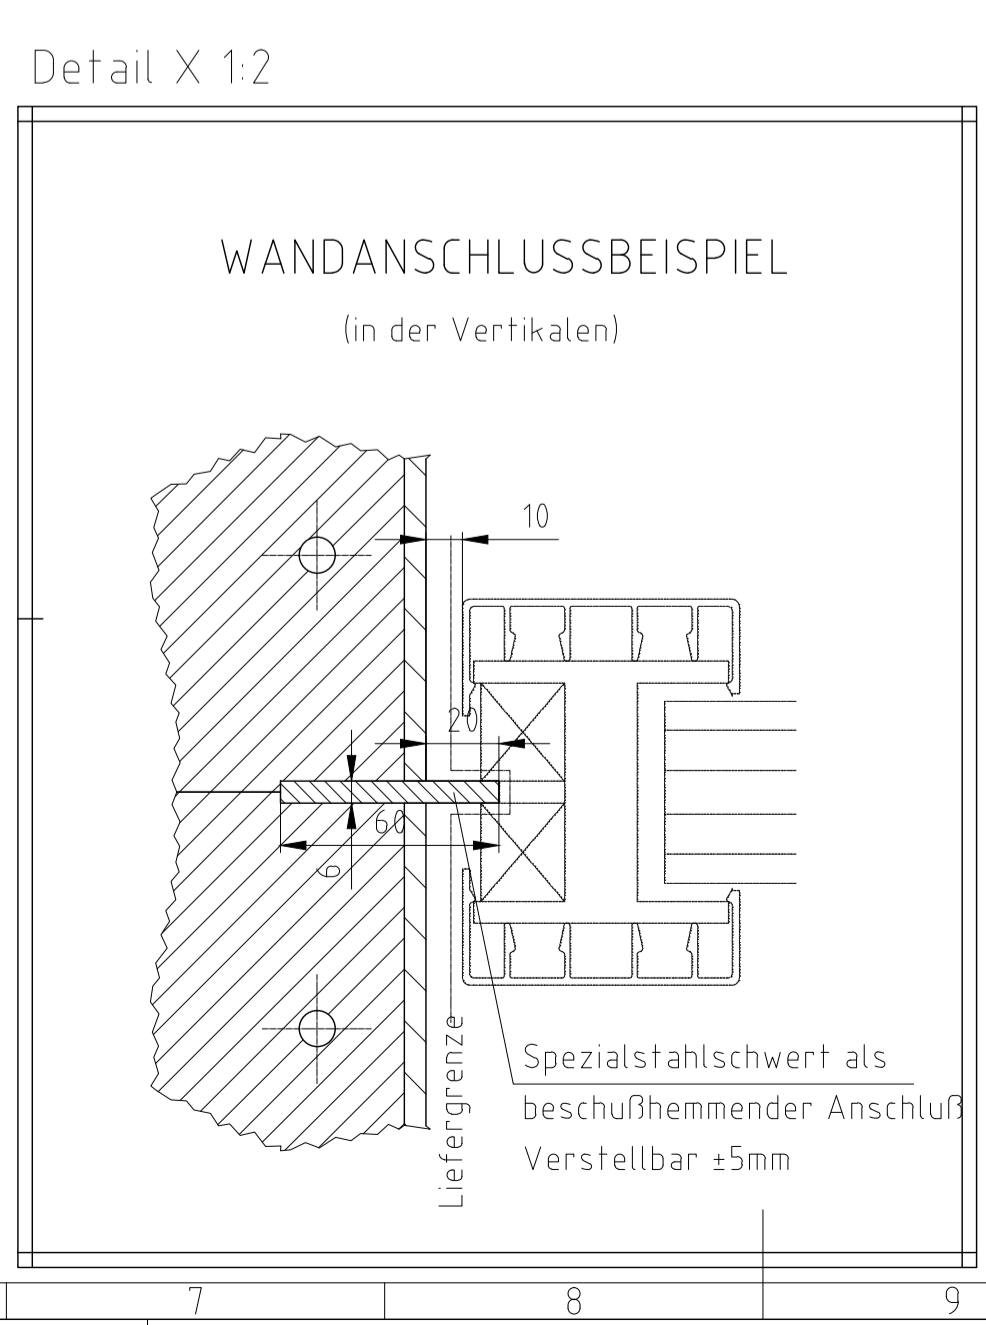 Detail X 1:2
WANDANSCHLUSSBEISPIEL
(in der Vertikalen)
10
20
60
6
Liefergrenze
Spezialstahlschwert als
beschußhemmender Anschluß
Verstellbar ±5mm
7
8
9